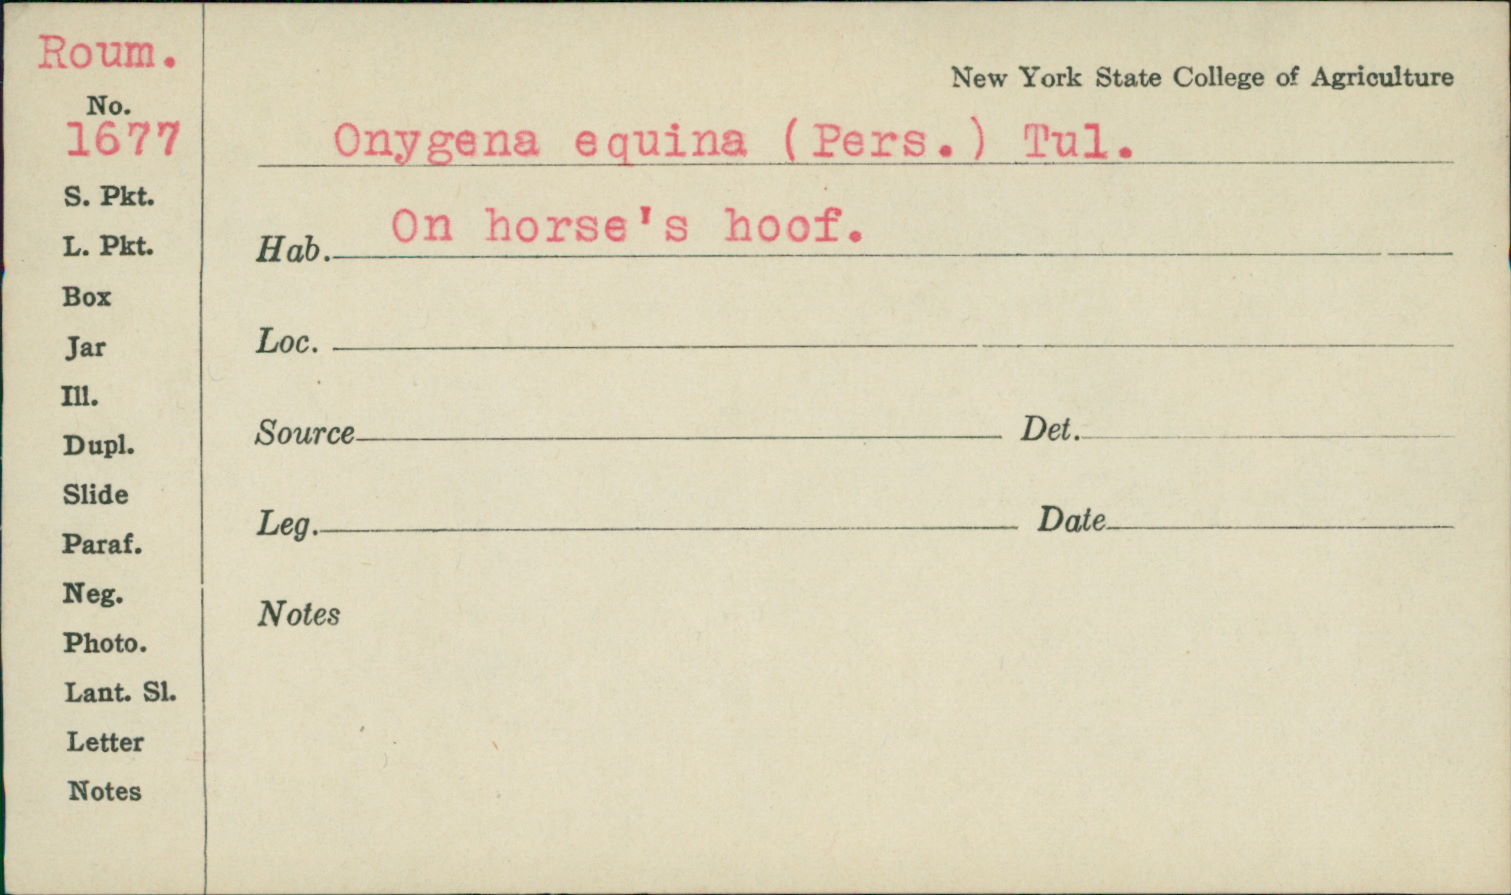 Roum.
No.
1677
S. Pkt.
L. Pkt.
Box
Jar
Ill.
Dupl.
Slide
Paraf.
Neg.
Photo.
Lant. Sl.
Letter
Notes
New York State College of Agriculture
Onygena equina (Pers.) Tul.
Hab. On horse's hoof.
Loc.
Source Det.
Leg. Date
Notes